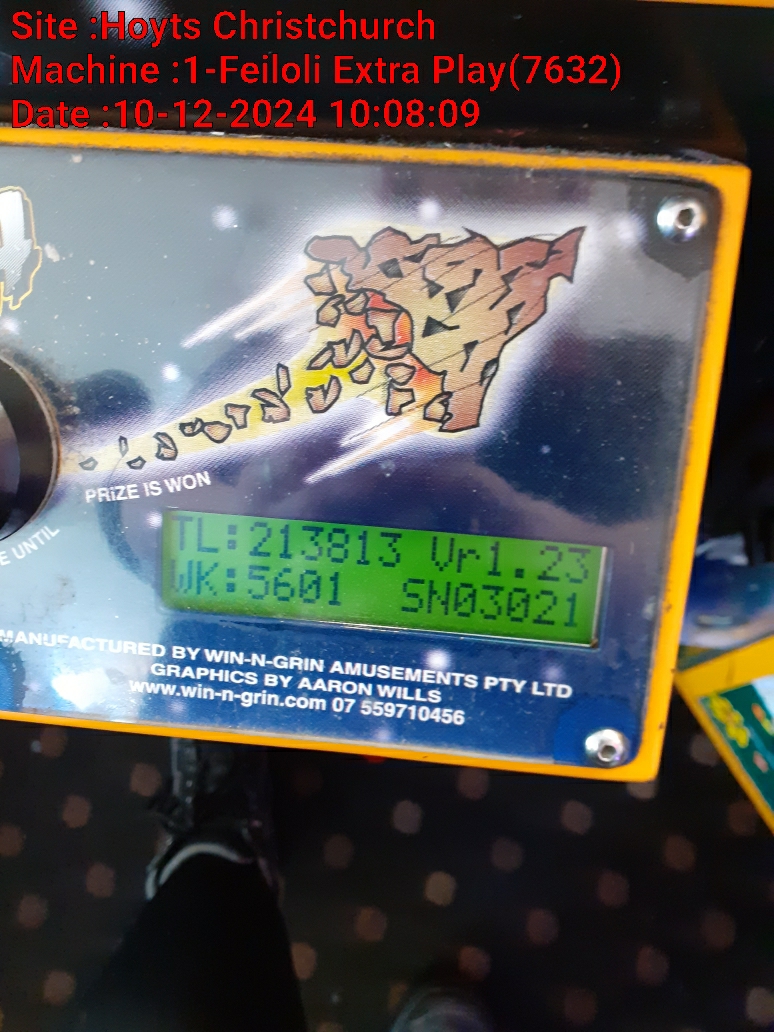 Site :Hoyts Christchurch
Machine :1-Feiloli Extra Play(7632)
Date :10-12-2024 10:08:09
PRiZE IS WON
E UNTIL
TL:213813 Vr1.23
WK:5601 SN03021
MANUFACTURED BY WIN-N-GRIN AMUSEMENTS PTY LTD
GRAPHICS BY AARON WILLS
www.win-n-grin.com 07 559710456